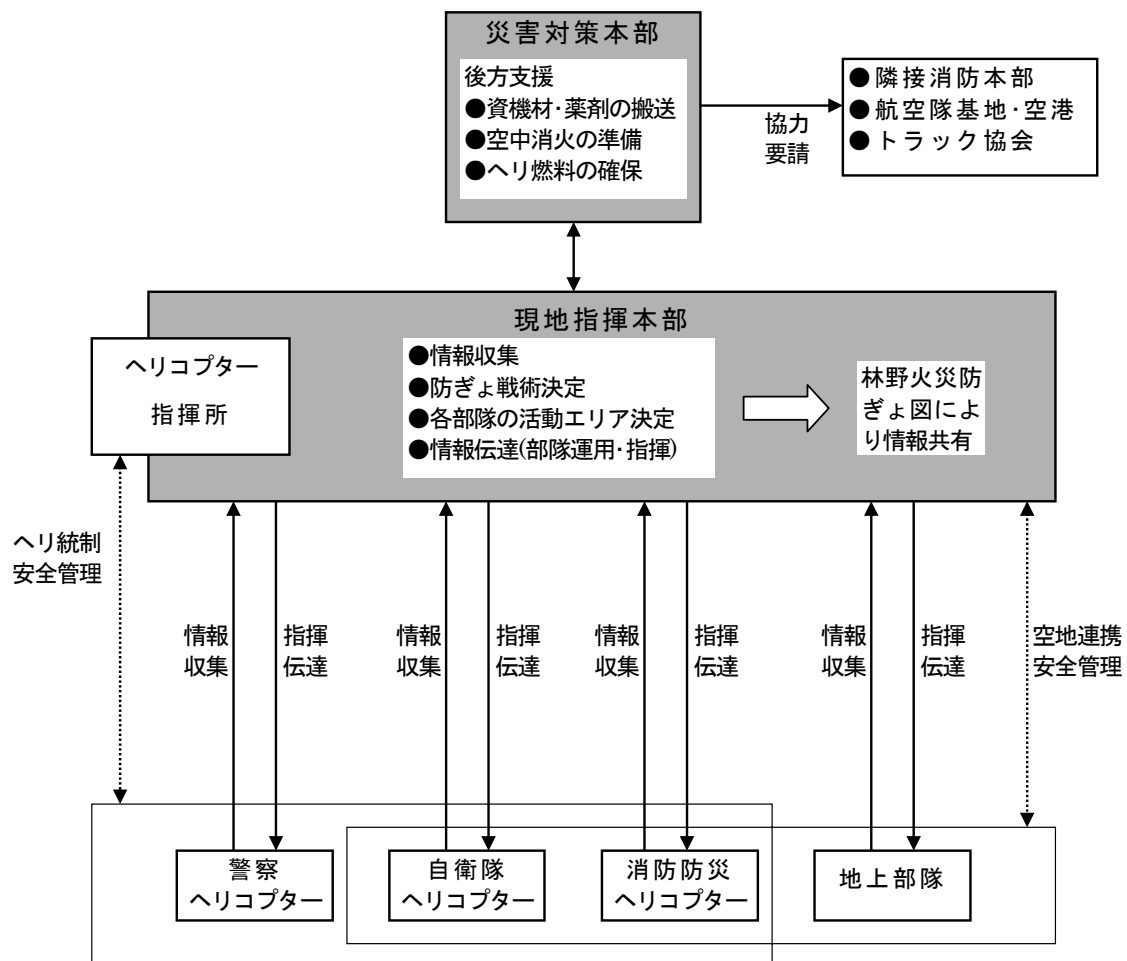 災害対策本部
後方支援
●資機材・薬剤の搬送
●空中消火の準備
●ヘリ燃料の確保
協力
要請
●隣接消防本部
●航空隊基地・空港
●トラック協会
現地指揮本部
ヘリコプター
指揮所
●情報収集
●防ぎょ戦術決定
●各部隊の活動エリア決定
●情報伝達(部隊運用・指揮)
林野火災防
ぎょ図によ
り情報共有
ヘリ統制
安全管理
情報
収集
指揮
伝達
情報
収集
指揮
伝達
情報
収集
指揮
伝達
情報
収集
指揮
伝達
空地連携
安全管理
警察
ヘリコプター
自衛隊
ヘリコプター
消防防災
ヘリコプター
地上部隊